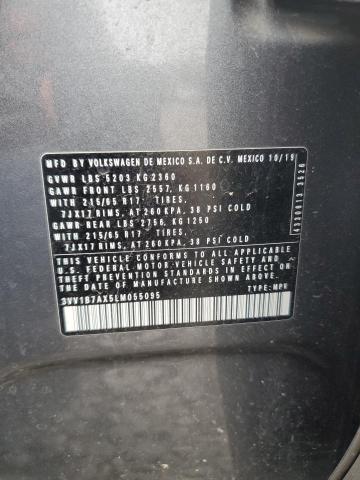 MFD BY VOLKSWAGEN DE MEXICO S.A. DE C.V. MEXICO 10/19
GVWR LBS 5203 KG 2360
GAWR FRONT LBS 2557, KG 1160
WITH 215/65 R17. TIRES,
7JX17 RIMS, AT 260 KPA, 38 PSI COLD
GAWR-REAR LBS 2756, KG 1250
WITH 215/65 R17. TIRES,
7JX17 RIMS, AT 260 KPA, 38 PSI COLD
THIS VEHICLE CONFORMS TO ALL APPLICABLE
U.S. FEDERAL MOTOR-VEHICLE SAFETY AND
THEFT PREVENTION STANDARDS IN EFFECT ON THE
DATE OF MANUFACTURE SHOWN ABOVE.
3VV1B7AX5LM055095 TYPE: MPV